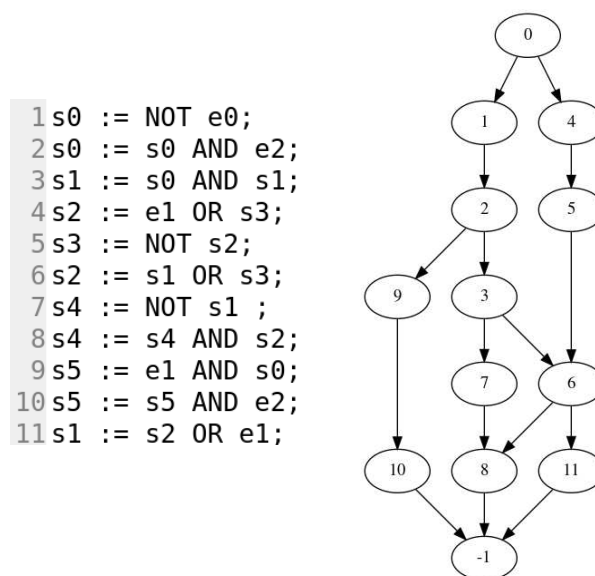 1 s0 := NOT e0;
2 s0 := s0 AND e2;
3 s1 := s0 AND s1;
4 s2 := e1 OR s3;
5 s3 := NOT s2;
6 s2 := s1 OR s3;
7 s4 := NOT s1 ;
8 s4 := s4 AND s2;
9 s5 := e1 AND s0;
10 s5 := s5 AND e2;
11 s1 := s2 OR e1;
0
1 4
2 5
9 3
7 6
10 8 11
-1